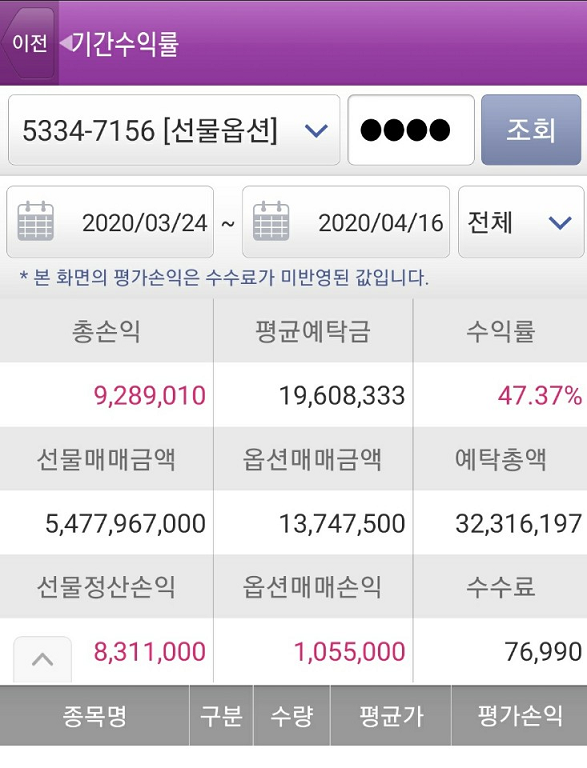 이전 기간수익률
5334-7156 [선물옵션] ●●●● 조회
2020/03/24 ~ 2020/04/16 전체
* 본 화면의 평가손익은 수수료가 미반영된 값입니다.
총손익 평균예탁금 수익률
9,289,010 19,608,333 47.37%
선물매매금액 옵션매매금액 예탁총액
5,477,967,000 13,747,500 32,316,197
선물정산손익 옵션매매손익 수수료
8,311,000 1,055,000 76,990
종목명 구분 수량 평균가 평가손익